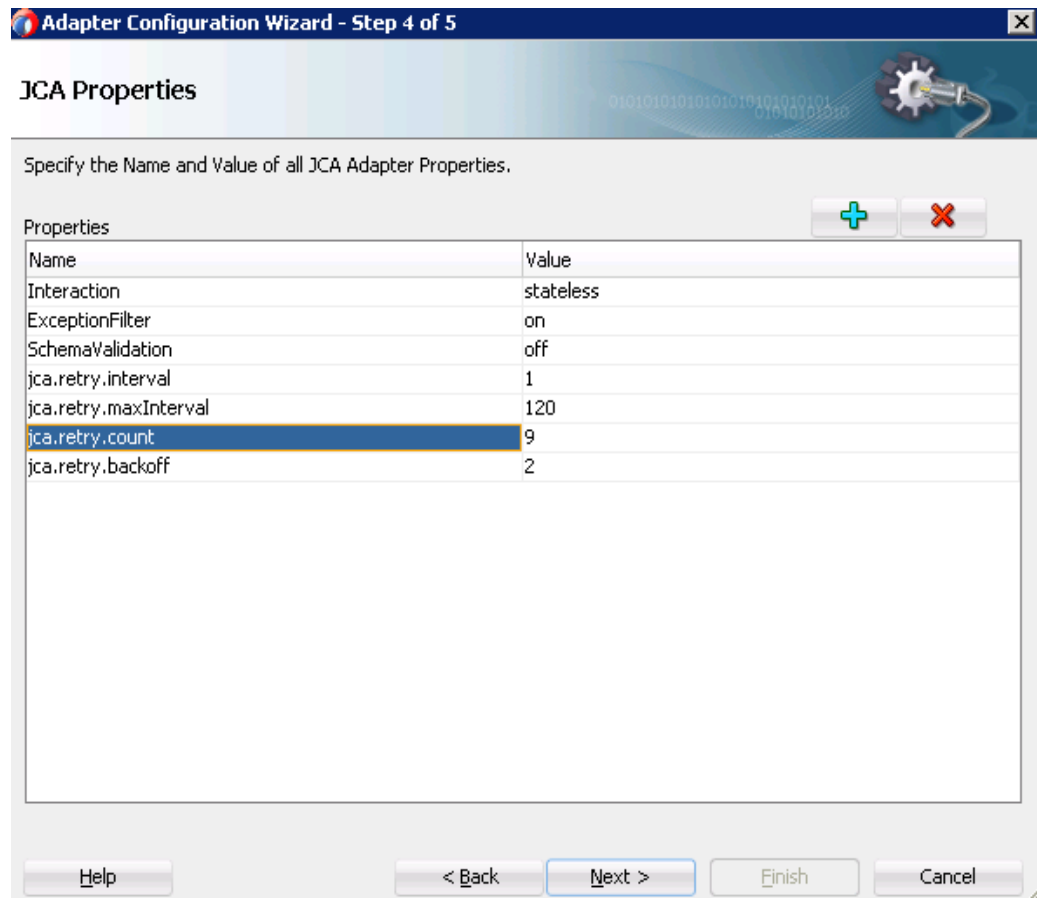 Adapter Configuration Wizard - Step 4 of 5
JCA Properties
Specify the Name and Value of all JCA Adapter Properties.
Properties
Name Value
Interaction stateless
ExceptionFilter on
SchemaValidation off
jca.retry.interval 1
jca.retry.maxInterval 120
jca.retry.count 9
jca.retry.backoff 2
Help < Back Next > Finish Cancel